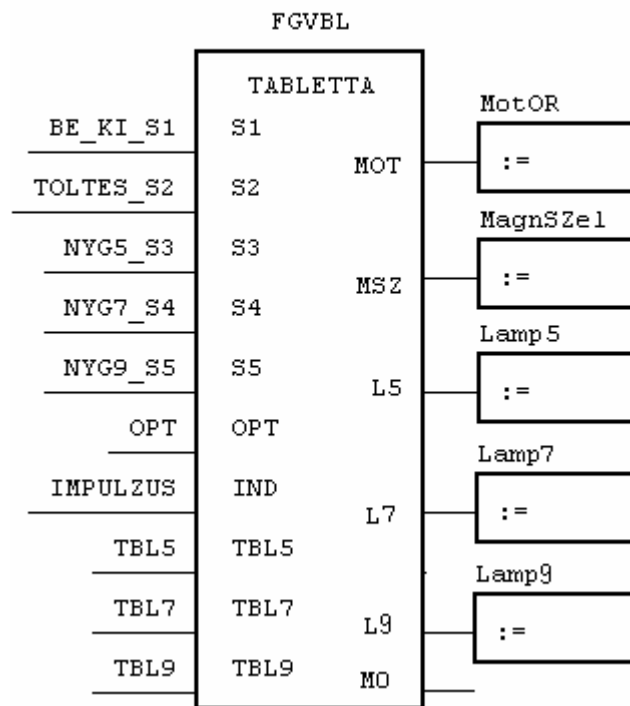 FGVBL
TABLETTA
MotOR
BE_KI_S1 S1
MOT :=
TOLTES_S2 S2
MagnSZel
NYG5_S3 S3
MSZ :=
NYG7_S4 S4
Lamp5
NYG9_S5 S5
L5 :=
OPT OPT
Lamp7
IMPULZUS IND
L7 :=
TBL5 TBL5
Lamp9
TBL7 TBL7
L9 :=
TBL9 TBL9
MO